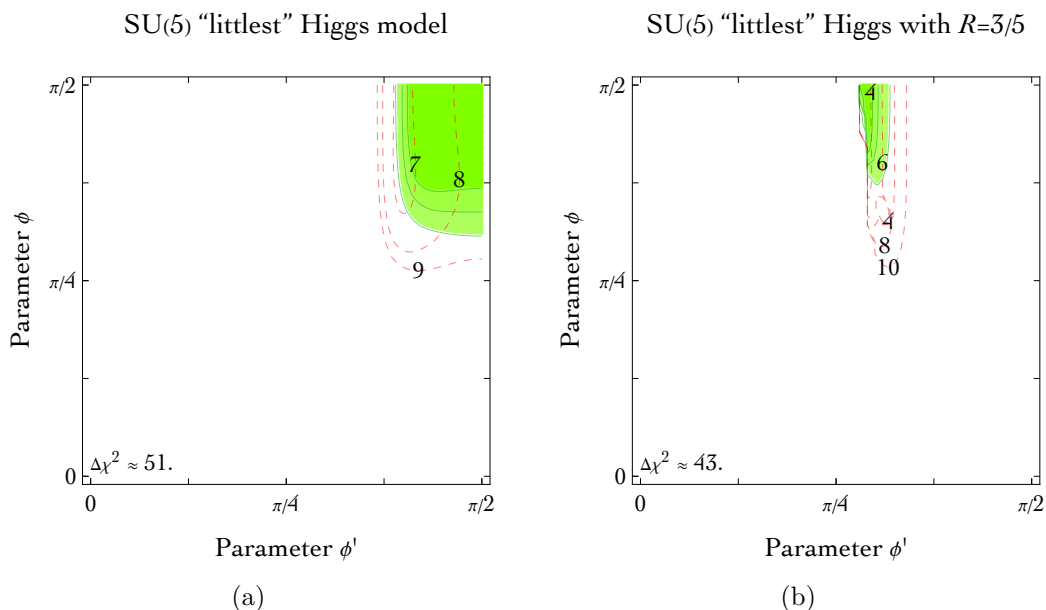 SU(5) “littlest” Higgs model
π/2
7
8
Parameter ϕ
9
π/4
Δχ² ≈ 51.
0
0
π/4
π/2
Parameter ϕ'
(a)
SU(5) “littlest” Higgs with R=3/5
π/2
4
6
Parameter ϕ
4
8
10
π/4
Δχ² ≈ 43.
0
0
π/4
π/2
Parameter ϕ'
(b)